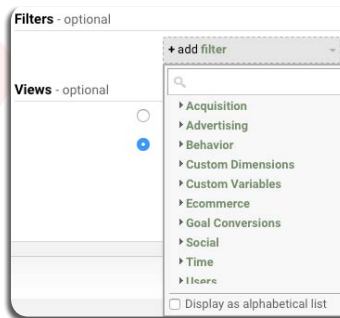 Filters - optional
+ add filter
Views - optional
Acquisition
Advertising
Behavior
Custom Dimensions
Custom Variables
Ecommerce
Goal Conversions
Social
Time
Users
Display as alphabetical list